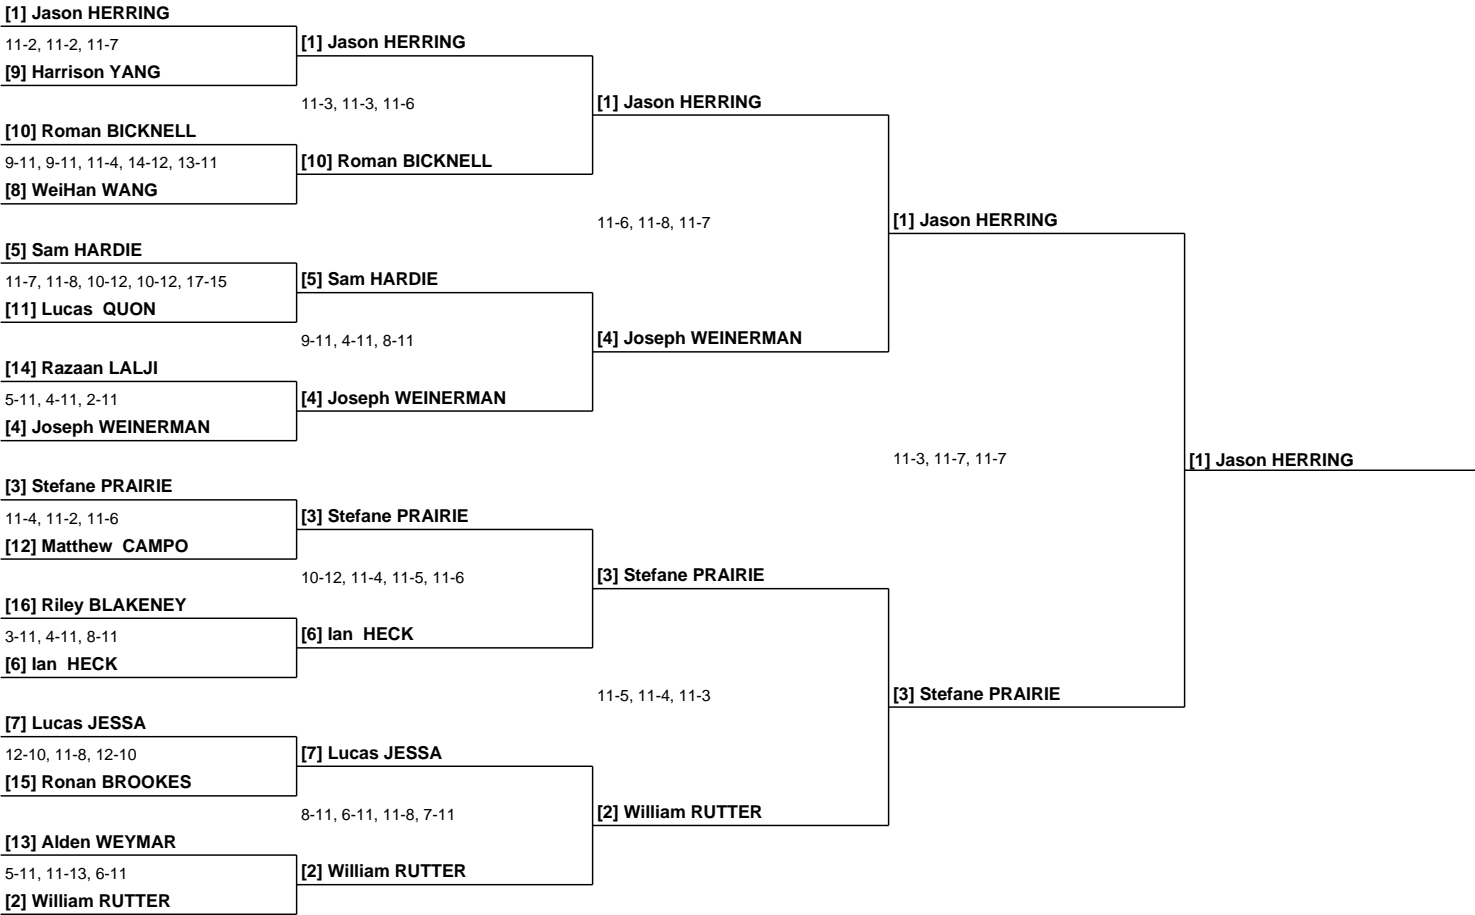 [1] Jason HERRING
11-2, 11-2, 11-7
[9] Harrison YANG
[10] Roman BICKNELL
9-11, 9-11, 11-4, 14-12, 13-11
[8] WeiHan WANG
[5] Sam HARDIE
11-7, 11-8, 10-12, 10-12, 17-15
[11] Lucas  QUON
[14] Razaan LALJI
5-11, 4-11, 2-11
[4] Joseph WEINERMAN
[3] Stefane PRAIRIE
11-4, 11-2, 11-6
[12] Matthew  CAMPO
[16] Riley BLAKENEY
3-11, 4-11, 8-11
[6] Ian  HECK
[7] Lucas JESSA
12-10, 11-8, 12-10
[15] Ronan BROOKES
[13] Alden WEYMAR
5-11, 11-13, 6-11
[2] William RUTTER
[1] Jason HERRING
11-3, 11-3, 11-6
[10] Roman BICKNELL
[5] Sam HARDIE
9-11, 4-11, 8-11
[4] Joseph WEINERMAN
[3] Stefane PRAIRIE
10-12, 11-4, 11-5, 11-6
[6] Ian  HECK
[7] Lucas JESSA
8-11, 6-11, 11-8, 7-11
[2] William RUTTER
[1] Jason HERRING
11-6, 11-8, 11-7
[4] Joseph WEINERMAN
[3] Stefane PRAIRIE
11-5, 11-4, 11-3
[2] William RUTTER
[1] Jason HERRING
11-3, 11-7, 11-7
[3] Stefane PRAIRIE
[1] Jason HERRING